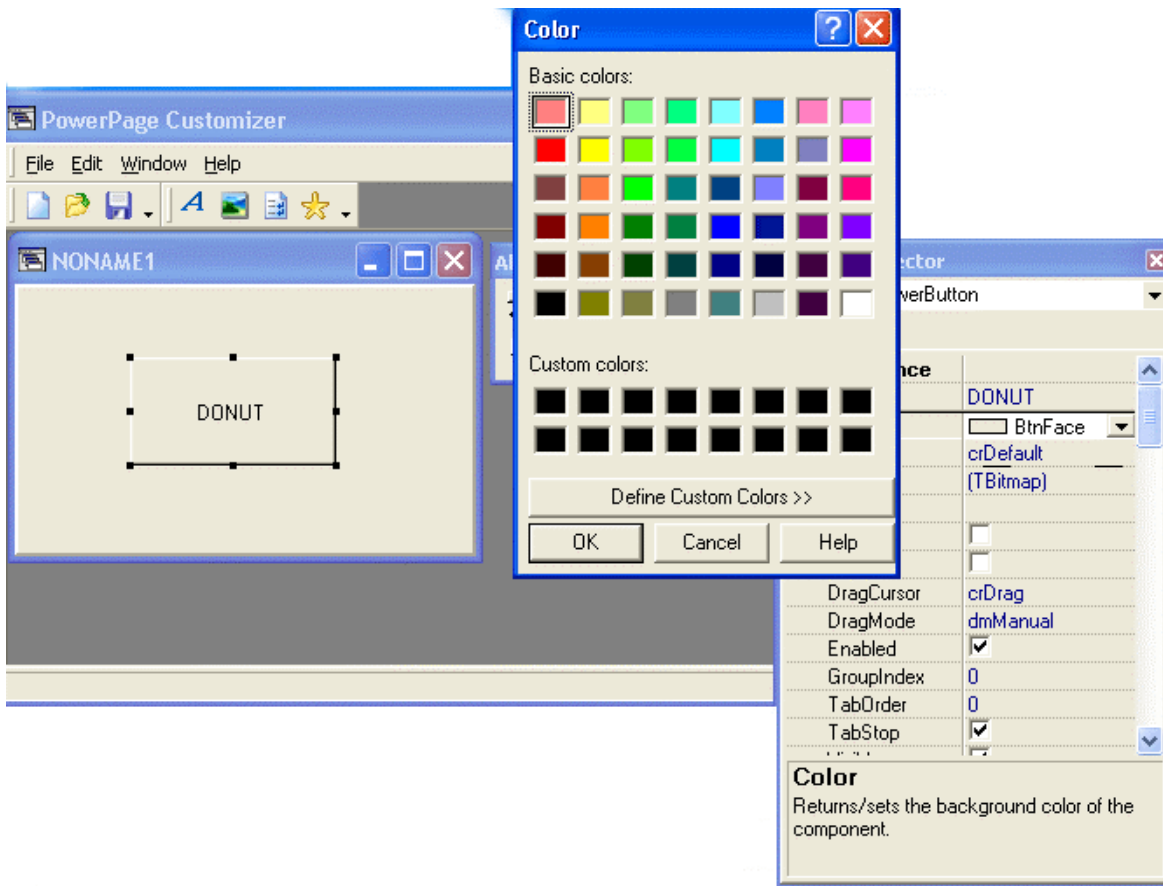 Color
Basic colors:
PowerPage Customizer
File Edit Window Help
NONAME1
DONUT
Custom colors:
Define Custom Colors >>
OK Cancel Help
DONUT
BtnFace
crDefault
(TBitmap)
DragCursor crDrag
DragMode dmManual
Enabled
GroupIndex 0
TabOrder 0
TabStop
Color
Returns/sets the background color of the
component.